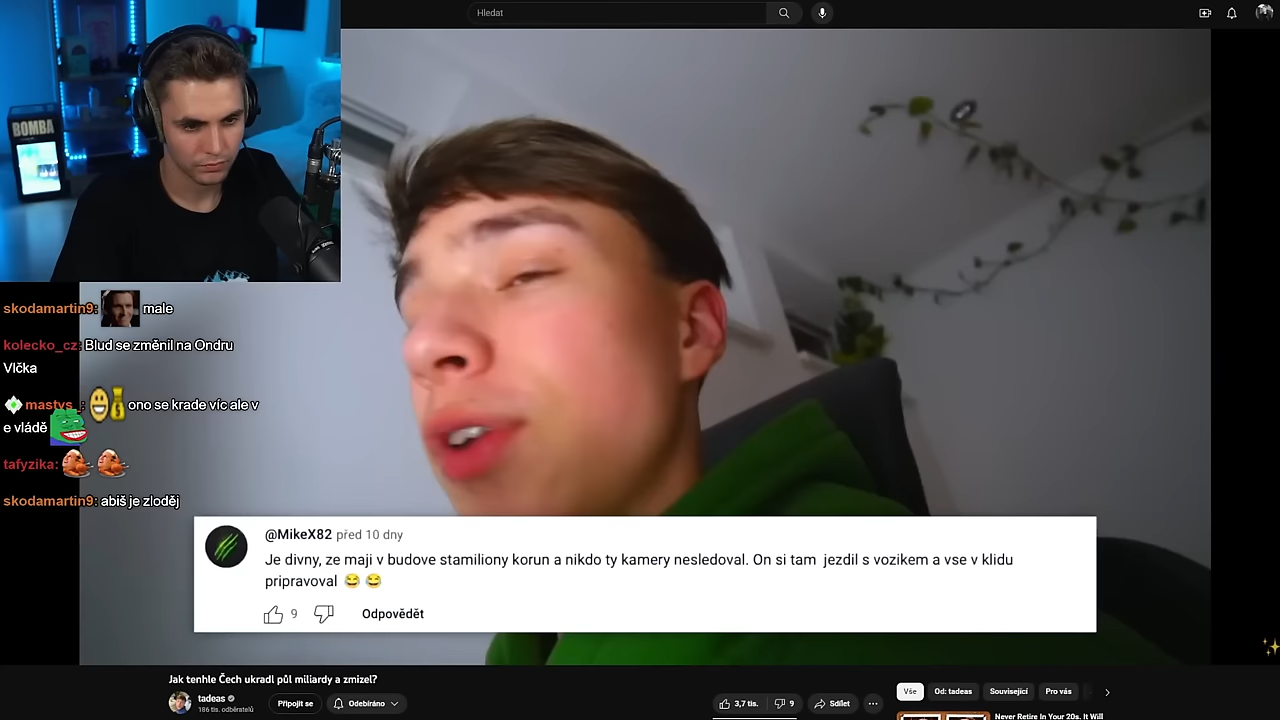 Hledat
BOMBA
skodamartin9: male
kolecko_cz: Blud se změnil na Ondru
Vlčka
mastys_: ono se krade víc ale v
e vládě
tafyzika:
skodamartin9: abiš je zloděj
@MikeX82 před 10 dny
Je divny, ze maji v budove stamiliony korun a nikdo ty kamery nesledoval. On si tam jezdil s vozikem a vse v klidu
pripravoval 😂 😂
9
Odpovědět
Jak tenhle Čech ukradl půl miliardy a zmizel?
tadeas
186 tis. odběratelů
Připojit se
Odebíráno
3,7 tis.
9
Sdílet
Vše
Od: tadeas
Související
Pro vás
Never Retire In Your 20s. It Will